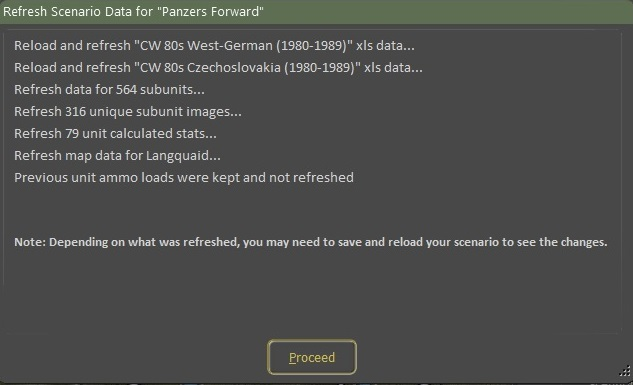 Refresh Scenario Data for "Panzers Forward"
Reload and refresh "CW 80s West-German (1980-1989)" xls data...
Reload and refresh "CW 80s Czechoslovakia (1980-1989)" xls data...
Refresh data for 564 subunits...
Refresh 316 unique subunit images...
Refresh 79 unit calculated stats...
Refresh map data for Langquaid...
Previous unit ammo loads were kept and not refreshed
Note: Depending on what was refreshed, you may need to save and reload your scenario to see the changes.
Proceed